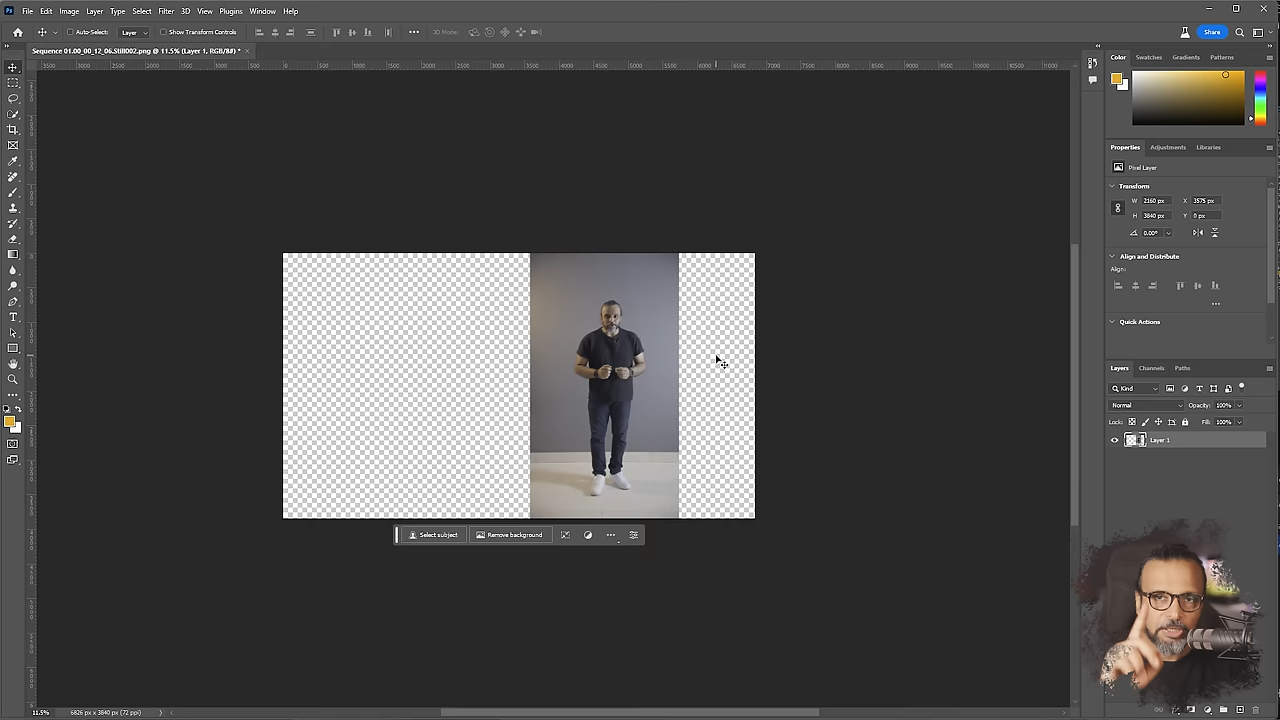 Ps File Edit Image Layer Type Select Filter 3D View Plugins Window Help
Auto-Select: Layer Show Transform Controls 3D Mode: Share
Sequence 01.00_00_12_06.Still002.png @ 11.5% (Layer 1, RGB/8#) *
Color Swatches Gradients Patterns
Properties Adjustments Libraries
Pixel Layer
Transform
W 2160 px X 3575 px
H 3840 px Y 0 px
0.00°
Align and Distribute
Align:
Quick Actions
Layers Channels Paths
Kind
Normal Opacity: 100%
Lock: Fill: 100%
Layer 1
Select subject Remove background
11.5% 6826 px x 3840 px (72 ppi)